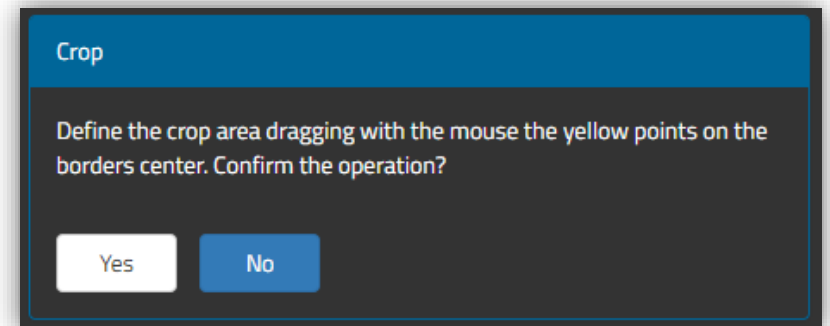 Crop
Define the crop area dragging with the mouse the yellow points on the
borders center. Confirm the operation?
Yes No